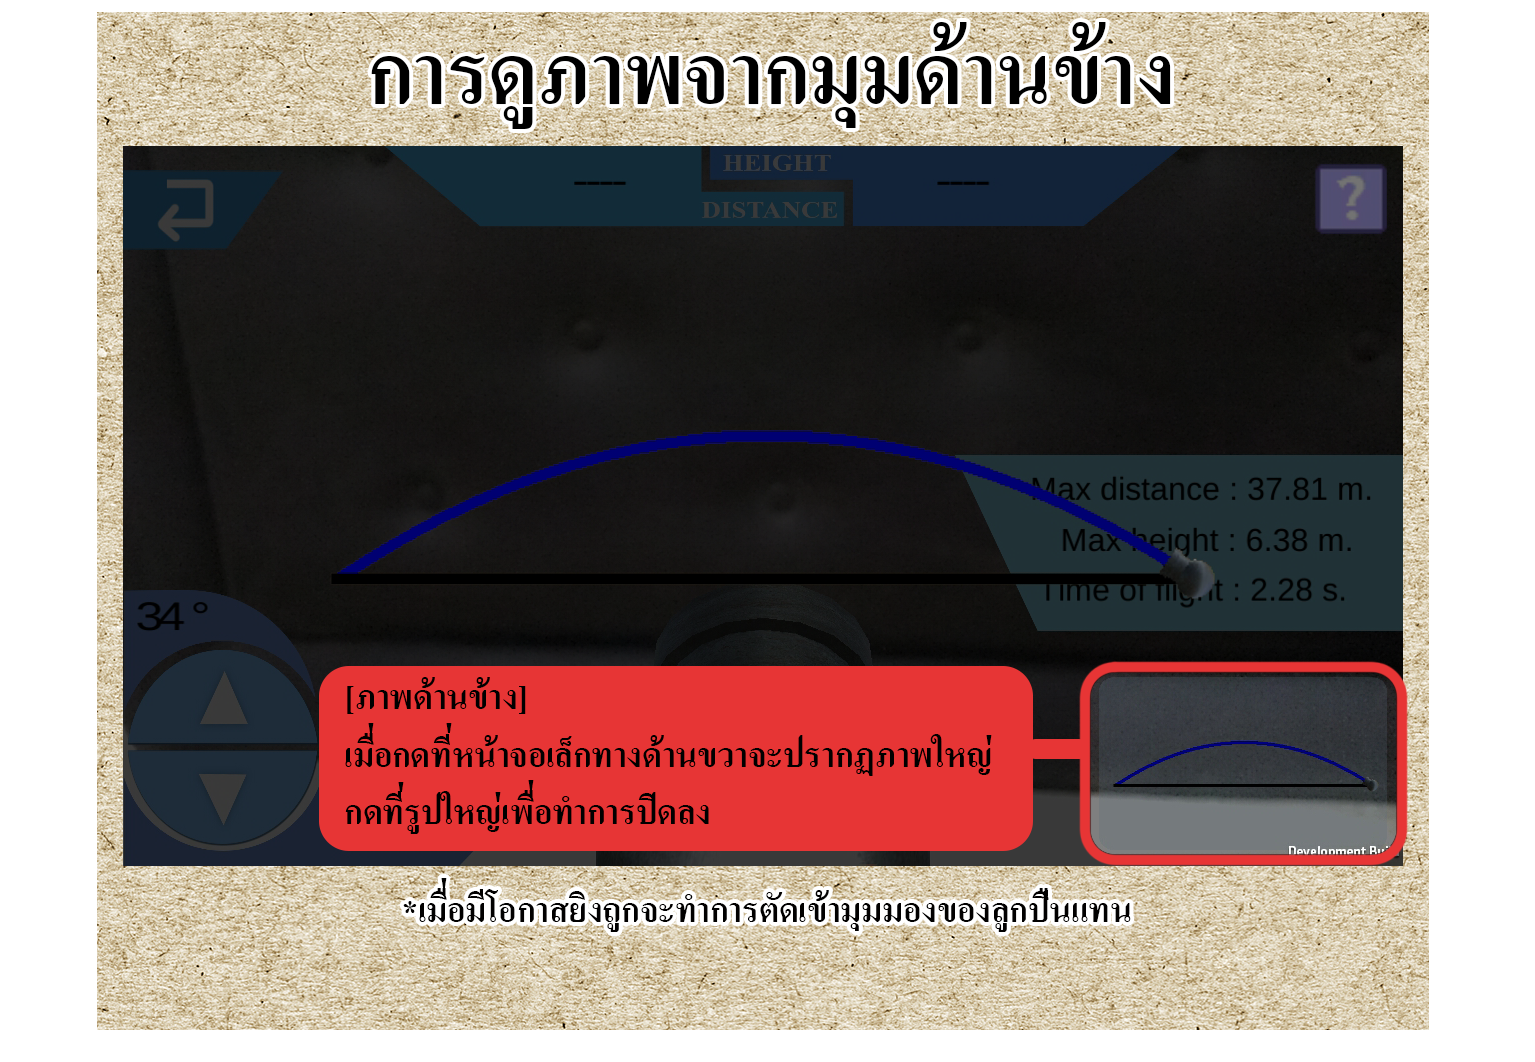 การดูภาพจากมุมด้านข้าง
HEIGHT
----
----
DISTANCE
?
Max distance : 37.81 m.
Max height : 6.38 m.
Time of flight : 2.28 s.
34°
[ภาพด้านข้าง]
เมื่อกดที่หน้าจอเล็กทางด้านขวาจะปรากฏภาพใหญ่
กดที่รูปใหญ่เพื่อทำการปิดลง
Development
*เมื่อมีโอกาสยิงถูกจะทำการตัดเข้ามุมมองของลูกปืนแทน